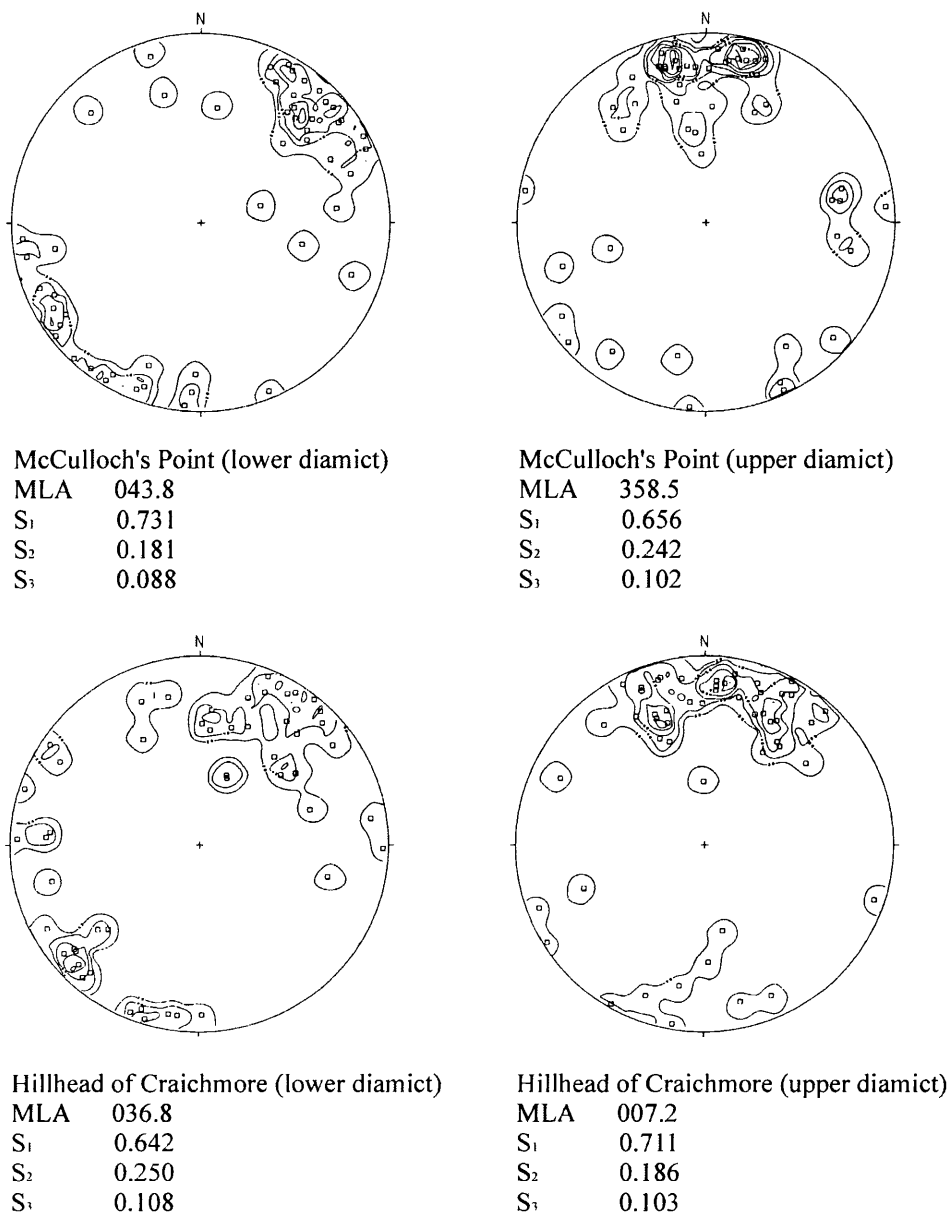 N
N
McCulloch's Point (lower diamict)
MLA 043.8
S₁ 0.731
S₂ 0.181
S₃ 0.088
McCulloch's Point (upper diamict)
MLA 358.5
S₁ 0.656
S₂ 0.242
S₃ 0.102
N
N
Hillhead of Craichmore (lower diamict)
MLA 036.8
S₁ 0.642
S₂ 0.250
S₃ 0.108
Hillhead of Craichmore (upper diamict)
MLA 007.2
S₁ 0.711
S₂ 0.186
S₃ 0.103